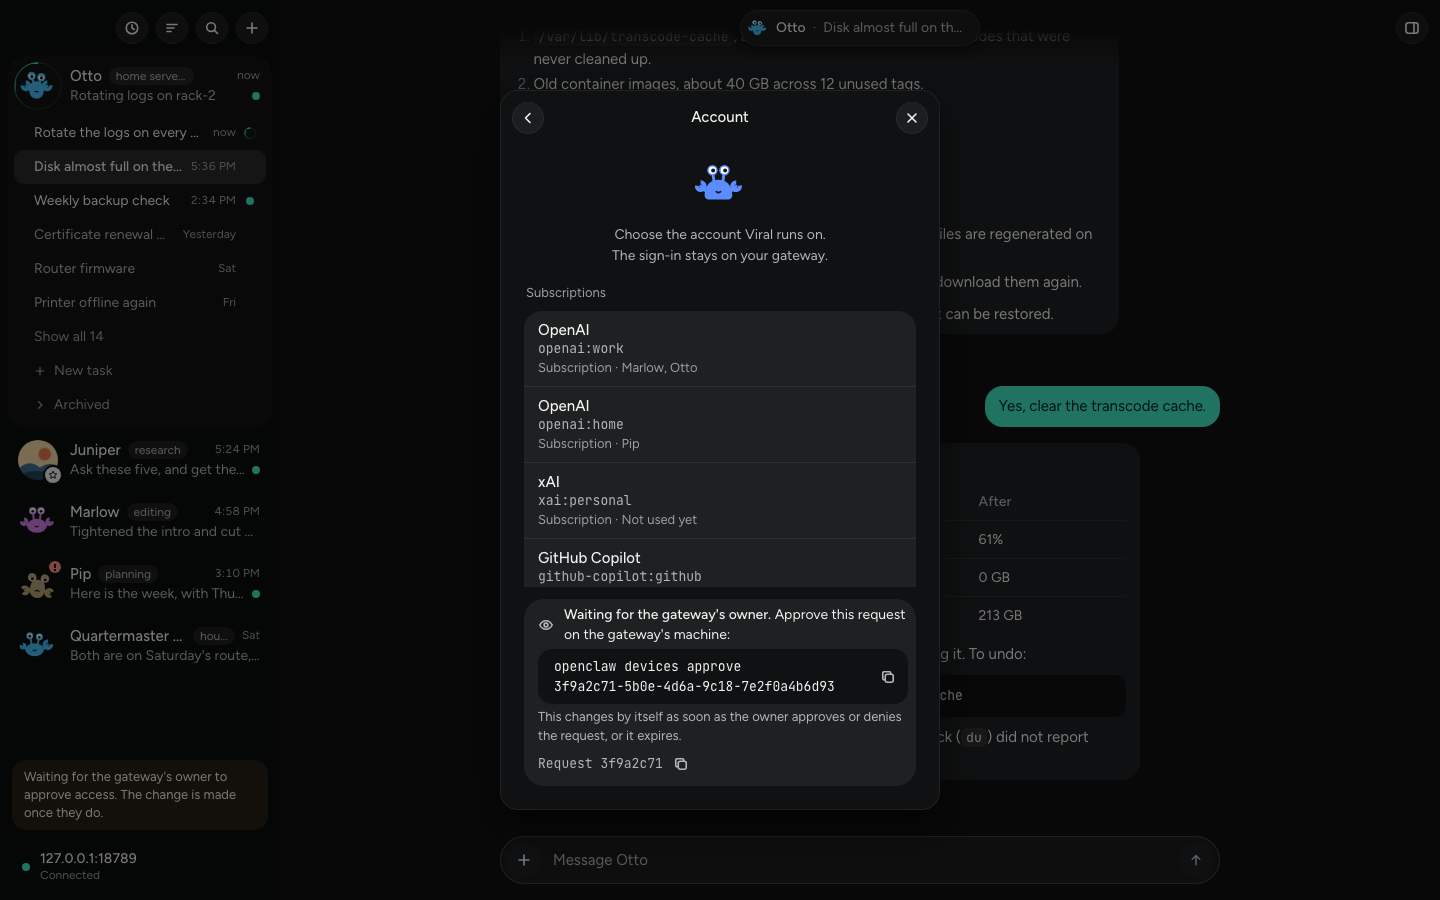 Otto home serve... now
Rotating logs on rack-2
Rotate the logs on every ... now
Disk almost full on the... 5:36 PM
Weekly backup check 2:34 PM
Certificate renewal ... Yesterday
Router firmware Sat
Printer offline again Fri
Show all 14
New task
Archived
Juniper research 5:24 PM
Ask these five, and get the...
Marlow editing 4:58 PM
Tightened the intro and cut ...
Pip planning 3:10 PM
Here is the week, with Thu...
Quartermaster ... hou... Sat
Both are on Saturday's route,...
Waiting for the gateway's owner to
approve access. The change is made
once they do.
127.0.0.1:18789
Connected
Otto · Disk almost full on th...
1. /var/lib/transcode-cache, des that were
never cleaned up.
2. Old container images, about 40 GB across 12 unused tags.
Account
Choose the account Viral runs on.
The sign-in stays on your gateway.
Subscriptions
OpenAI
openai:work
Subscription · Marlow, Otto
OpenAI
openai:home
Subscription · Pip
xAI
xai:personal
Subscription · Not used yet
GitHub Copilot
github-copilot:github
Waiting for the gateway's owner. Approve this request
on the gateway's machine:
openclaw devices approve
3f9a2c71-5b0e-4d6a-9c18-7e2f0a4b6d93
This changes by itself as soon as the owner approves or denies
the request, or it expires.
Request 3f9a2c71
iles are regenerated on
download them again.
can be restored.
Yes, clear the transcode cache.
After
61%
0 GB
213 GB
g it. To undo:
che
ck (du) did not report
Message Otto